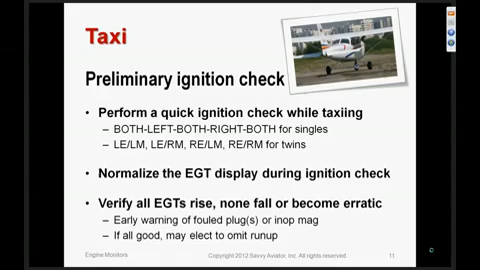 Taxi
Preliminary ignition check
• Perform a quick ignition check while taxiing
– BOTH-LEFT-BOTH-RIGHT-BOTH for singles
– LE/LM, LE/RM, RE/LM, RE/RM for twins
• Normalize the EGT display during ignition check
• Verify all EGTs rise, none fall or become erratic
– Early warning of fouled plug(s) or inop mag
– If all good, may elect to omit runup
Engine Monitors
Copyright 2012 Savvy Aviator, Inc. All rights reserved.
11